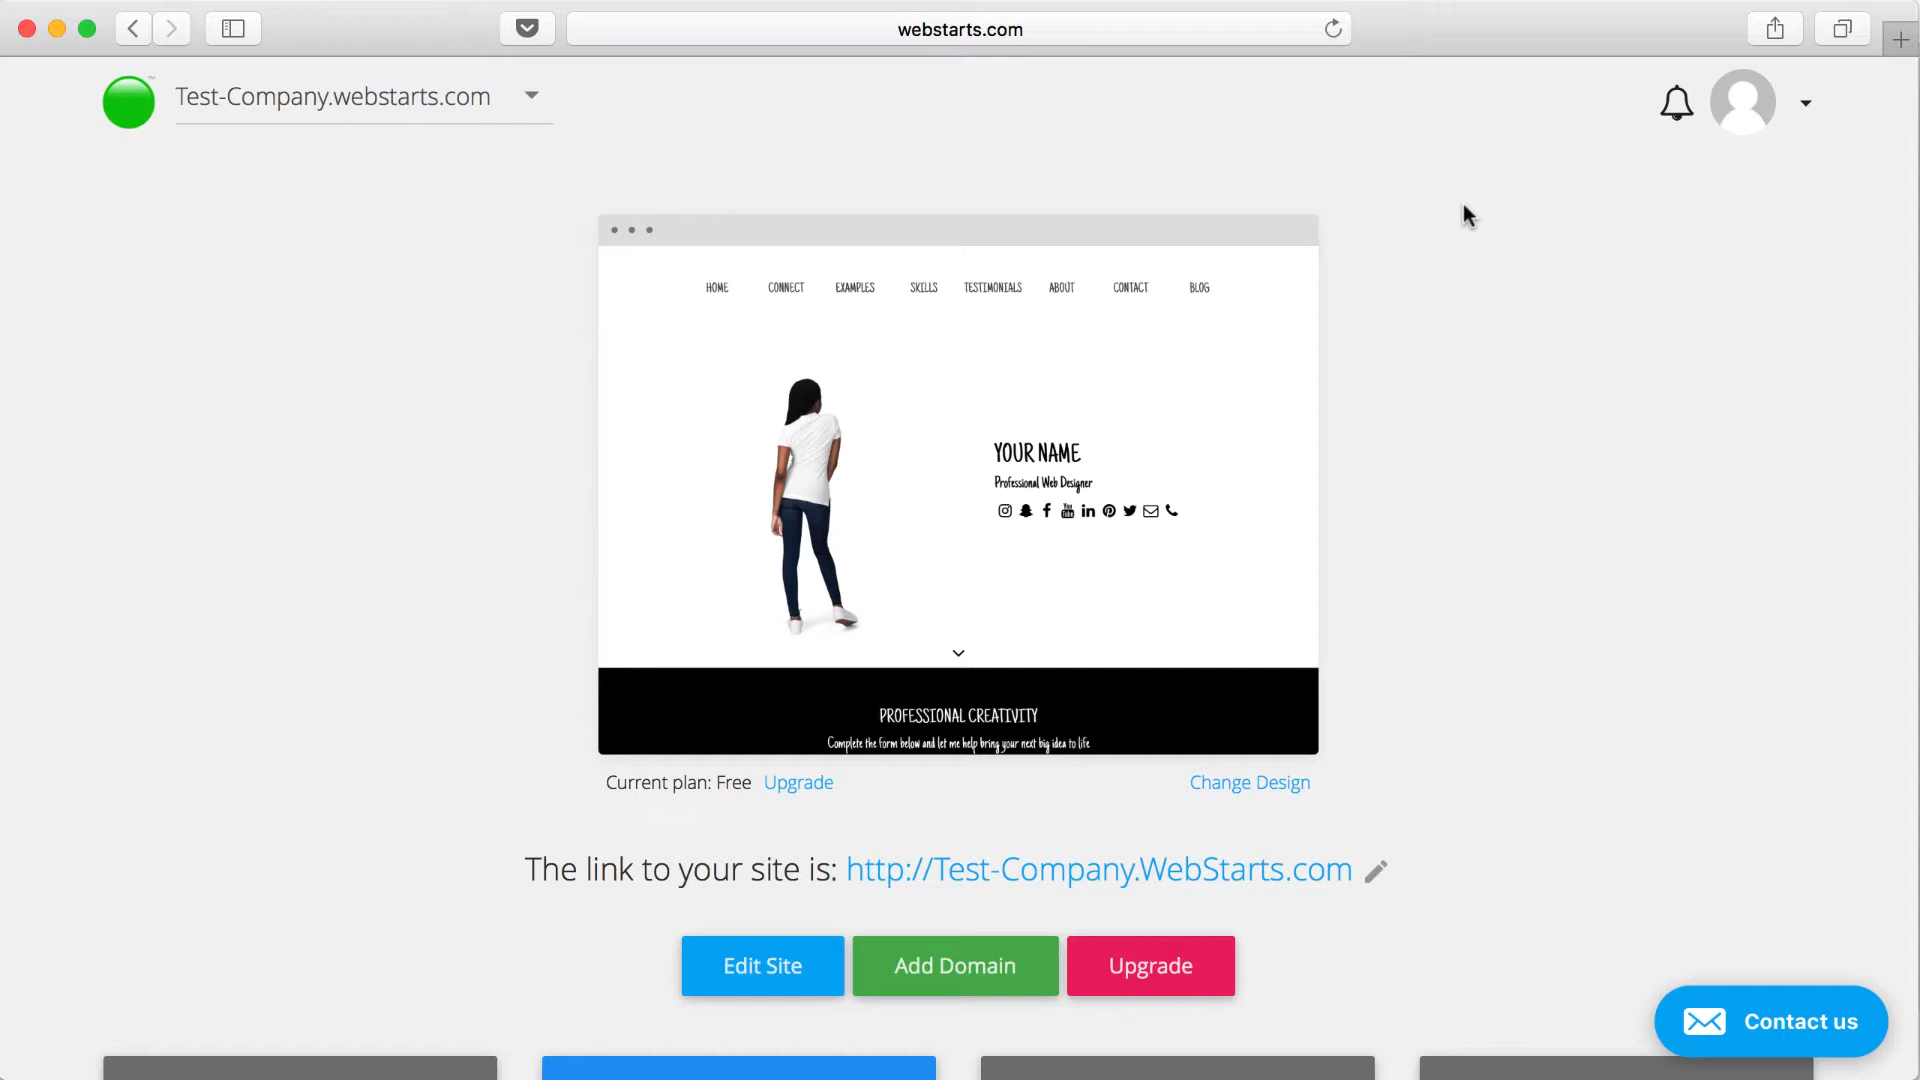 webstarts.com
Test-Company.webstarts.com
HOME CONNECT EXAMPLES SKILLS TESTIMONIALS ABOUT CONTACT BLOG
YOUR NAME
Professional Web Designer
PROFESSIONAL CREATIVITY
Complete the form below and let me help bring your next big idea to life
Current plan: Free Upgrade Change Design
The link to your site is: http://Test-Company.WebStarts.com
Edit Site Add Domain Upgrade
Contact us